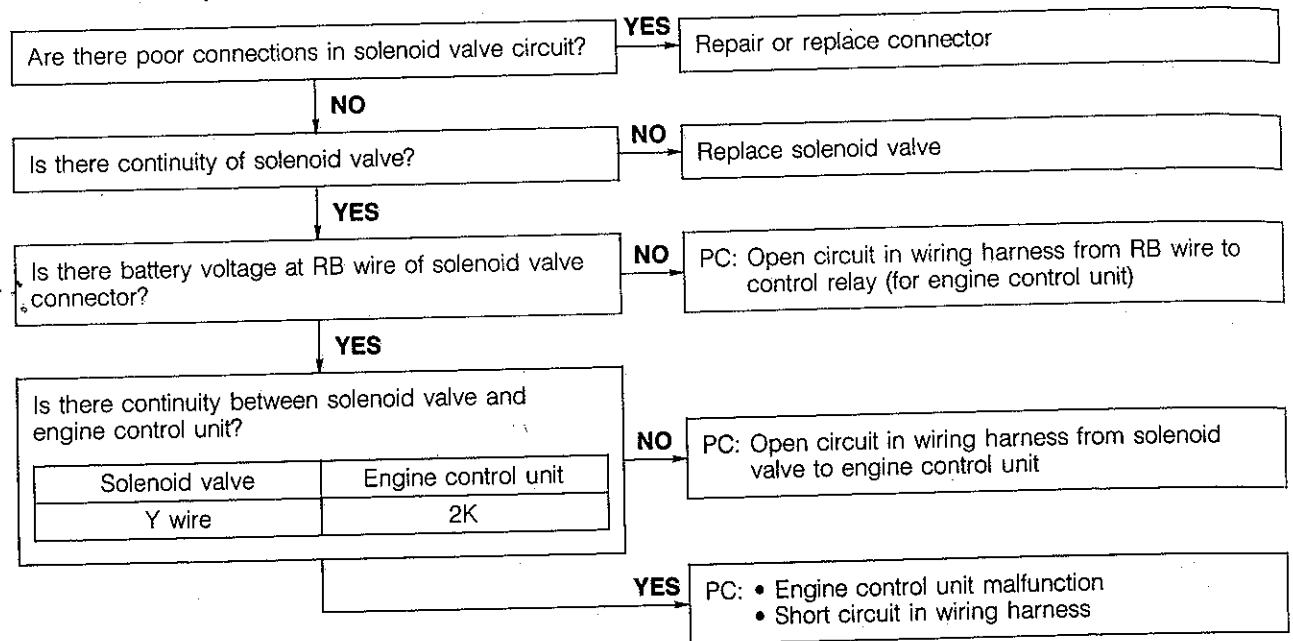 Are there poor connections in solenoid valve circuit?
YES
Repair or replace connector
NO
Is there continuity of solenoid valve?
NO
Replace solenoid valve
YES
Is there battery voltage at RB wire of solenoid valve
connector?
NO
PC: Open circuit in wiring harness from RB wire to
control relay (for engine control unit)
YES
Is there continuity between solenoid valve and
engine control unit?
Solenoid valve Engine control unit
Y wire 2K
NO
PC: Open circuit in wiring harness from solenoid
valve to engine control unit
YES
PC: • Engine control unit malfunction
• Short circuit in wiring harness